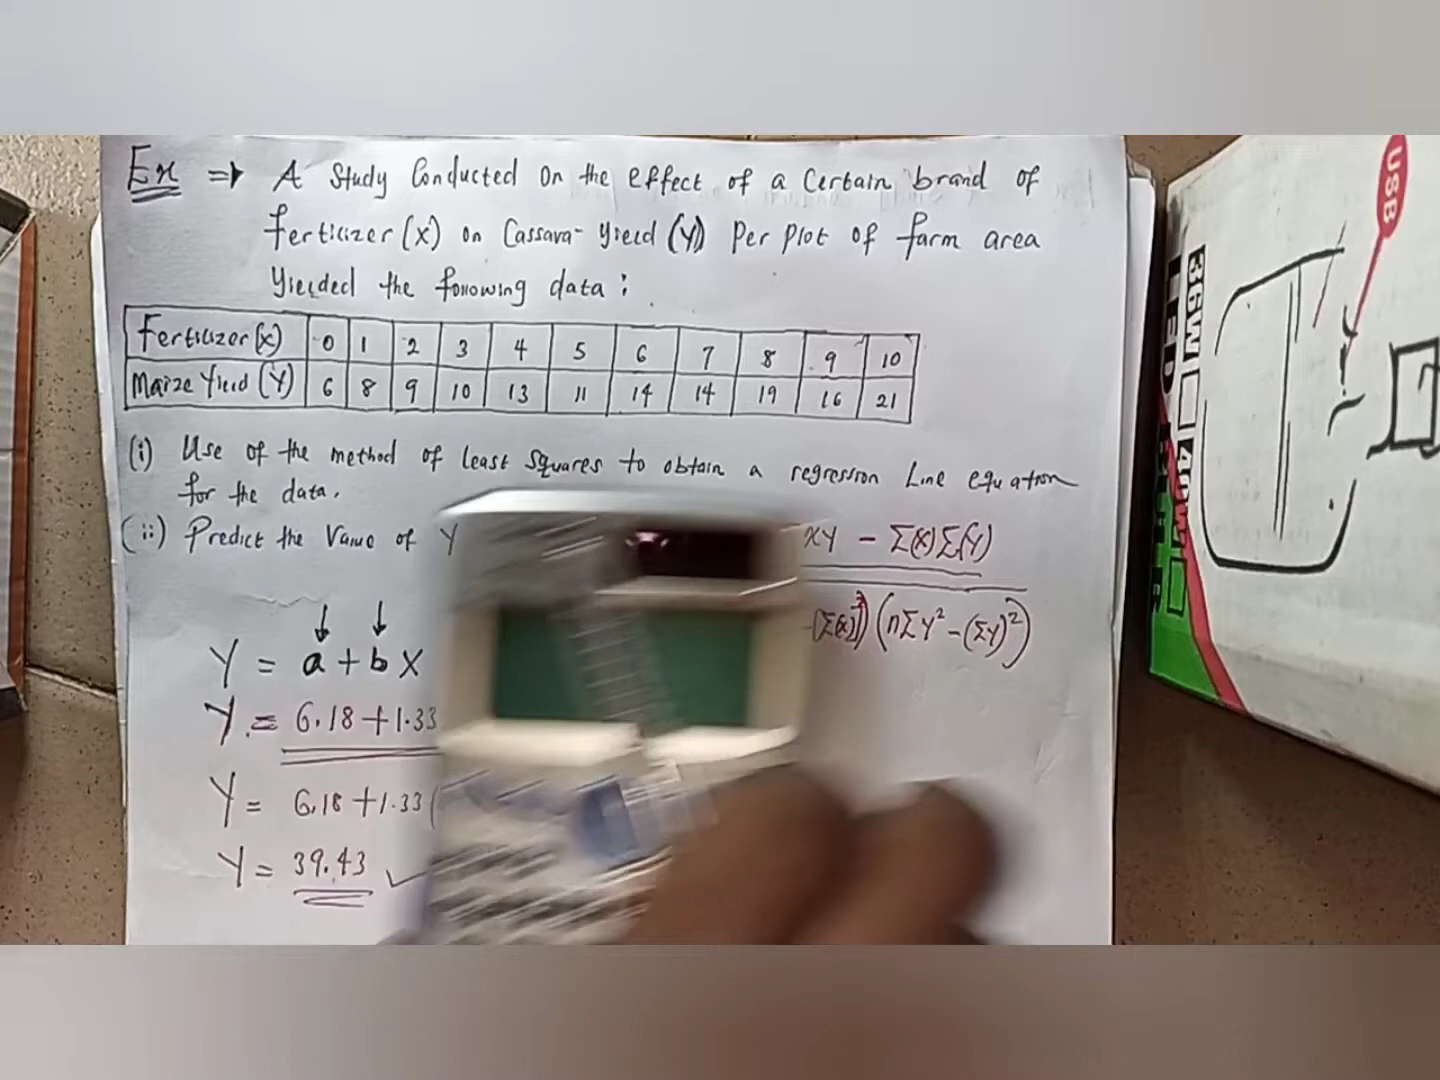 Ex ⇒ A Study Conducted On the effect of a Certain brand of
fertilizer (X) on Cassava-Yield (Y) Per Plot of farm area
Yielded the following data:
Fertilizer (X) 0 1 2 3 4 5 6 7 8 9 10
Maize Yield (Y) 6 8 9 10 13 11 14 14 19 16 21
(i) Use of the method of least Squares to obtain a regression Line equation
for the data.
(ii) Predict the Value of Y
XY - Σ(X)Σ(Y)
(nΣY² - (ΣY)²)
Y = a + b X
Y = 6.18 + 1.33
Y = 6.18 + 1.33 (
Y = 39.43 ✓
USB
36W
40W